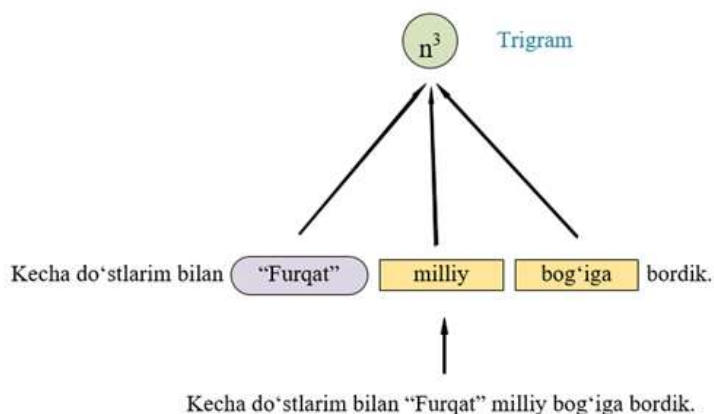 n³ Trigram
Kecha do‘stlarim bilan “Furqat” milliy bog‘iga bordik.
Kecha do‘stlarim bilan “Furqat” milliy bog‘iga bordik.